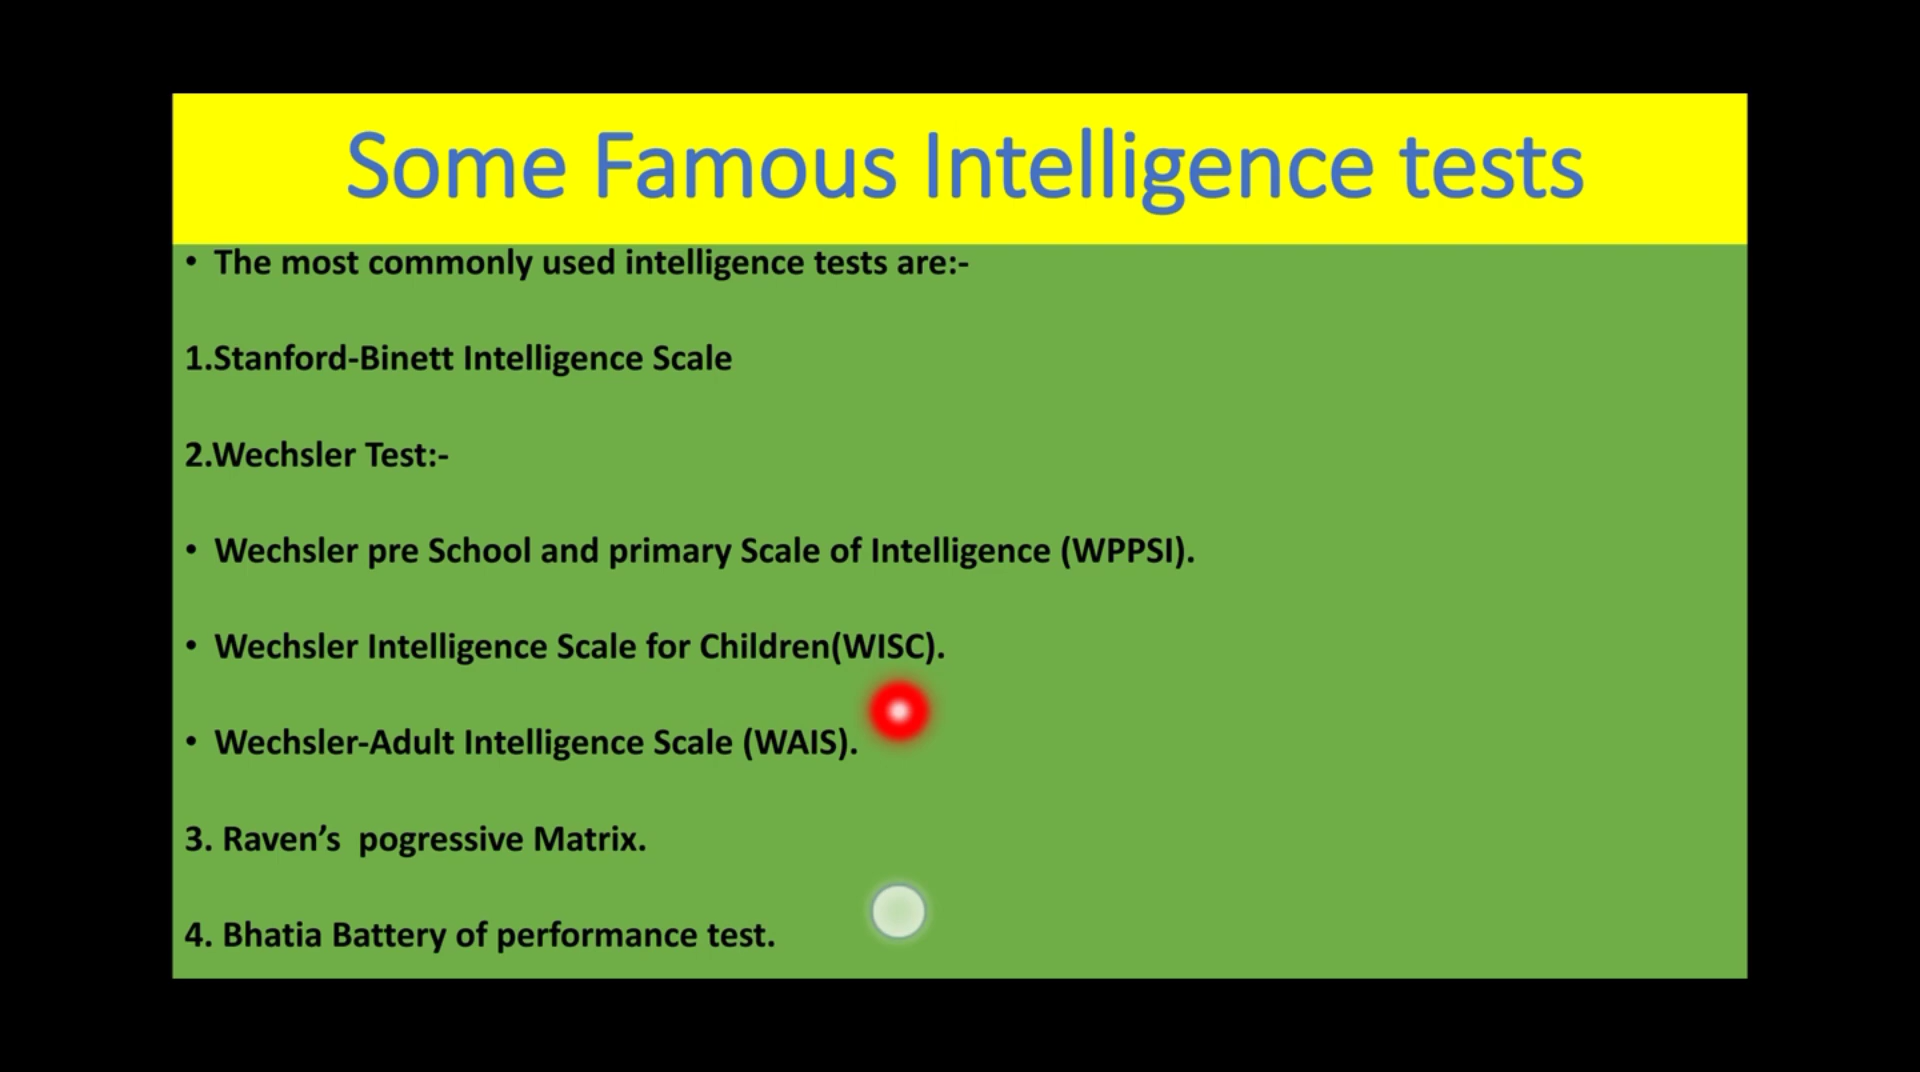 Some Famous Intelligence tests
• The most commonly used intelligence tests are:-
1.Stanford-Binett Intelligence Scale
2.Wechsler Test:-
• Wechsler pre School and primary Scale of Intelligence (WPPSI).
• Wechsler Intelligence Scale for Children(WISC).
• Wechsler-Adult Intelligence Scale (WAIS).
3. Raven’s  pogressive Matrix.
4. Bhatia Battery of performance test.